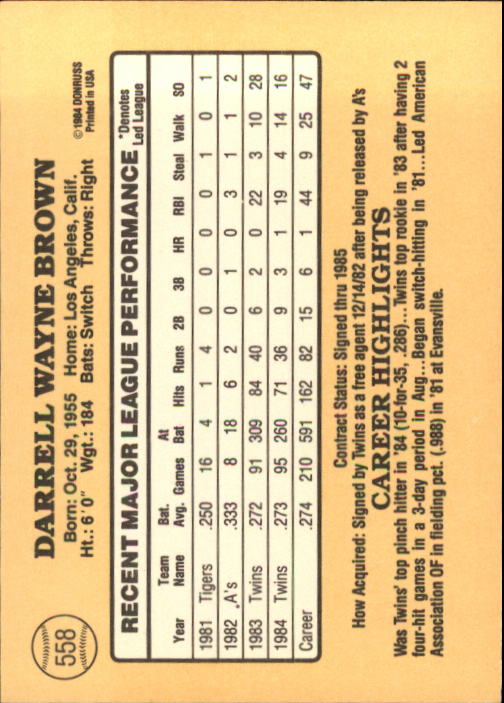 558
DARRELL WAYNE BROWN
Born: Oct. 29, 1955 Home: Los Angeles, Calif.
Ht.: 6'0" Wgt.: 184 Bats: Switch Throws: Right
©1984 DONRUSS
Printed in USA
RECENT MAJOR LEAGUE PERFORMANCE
*Denotes
Led League
Year Team Name Bat. Avg. Games At Bat Hits Runs 2B 3B HR RBI Steal Walk SO
1981 Tigers .250 16 4 1 4 0 0 0 0 1 0 1
1982 A's .333 8 18 6 2 0 1 0 3 1 1 2
1983 Twins .272 91 309 84 40 6 2 0 22 3 10 28
1984 Twins .273 95 260 71 36 9 3 1 19 4 14 16
Career .274 210 591 162 82 15 6 1 44 9 25 47
Contract Status: Signed thru 1985
How Acquired: Signed by Twins as a free agent 12/14/82 after being released by A's
CAREER HIGHLIGHTS
Was Twins' top pinch hitter in '84 (10-for-35, .286)...Twins top rookie in '83 after having 2
four-hit games in a 3-day period in Aug...Began switch-hitting in '81...Led American
Association OF in fielding pct. (.988) in '81 at Evansville.